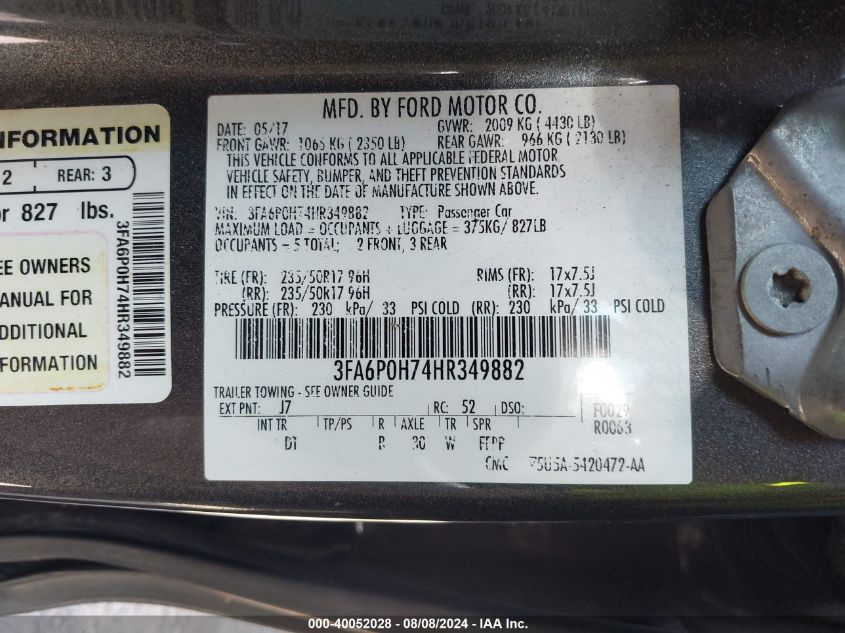 INFORMATION
2 REAR: 3
or 827 lbs.
EE OWNERS
MANUAL FOR
ADDITIONAL
FORMATION
3FA6P0H74HR349882
MFD. BY FORD MOTOR CO.
DATE: 05/17 GVWR: 2009 KG ( 4430 LB)
FRONT GAWR: 1065 KG ( 2350 LB) REAR GAWR: 966 KG ( 2130 LB)
THIS VEHICLE CONFORMS TO ALL APPLICABLE FEDERAL MOTOR
VEHICLE SAFETY, BUMPER, AND THEFT PREVENTION STANDARDS
IN EFFECT ON THE DATE OF MANUFACTURE SHOWN ABOVE.
VIN: 3FA6P0H74HR349882 TYPE: Passenger Car
MAXIMUM LOAD = OCCUPANTS + LUGGAGE = 375KG/ 827LB
OCCUPANTS - 5 TOTAL: 2 FRONT, 3 REAR
TIRE (FR): 235/50R17 96H RIMS (FR): 17x7.5J
(RR): 235/50R17 96H (RR): 17x7.5J
PRESSURE (FR): 230 kPa/ 33 PSI COLD (RR): 230 kPa/ 33 PSI COLD
3FA6P0H74HR349882
TRAILER TOWING - SEE OWNER GUIDE
EXT PNT: J7 RC: 52 DSO: F0029
INT TR TP/PS R AXLE TR SPR R0063
W
5U5A-5420472-AA
000-40052028 - 08/08/2024 - IAA Inc.